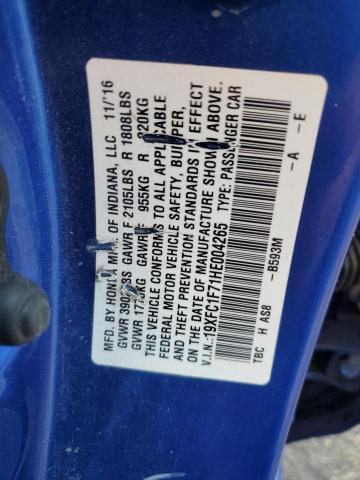 MFD. BY HONDA MFG. OF INDIANA, LLC 11/'16
GVWR 3902LBS GAWR F 2105LBS R 1808LBS
GVWR KG GAWR F 955KG R 820KG
THIS VEHICLE CONFORMS TO ALL APPLICABLE
FEDERAL MOTOR VEHICLE SAFETY, BUMPER,
AND THEFT PREVENTION STANDARDS IN EFFECT
ON THE DATE OF MANUFACTURE SHOWN ABOVE.
V.I.N.:19XFC1F71HE004265 TYPE: PASSENGER CAR
-B593M -A -E
TBC H AS8